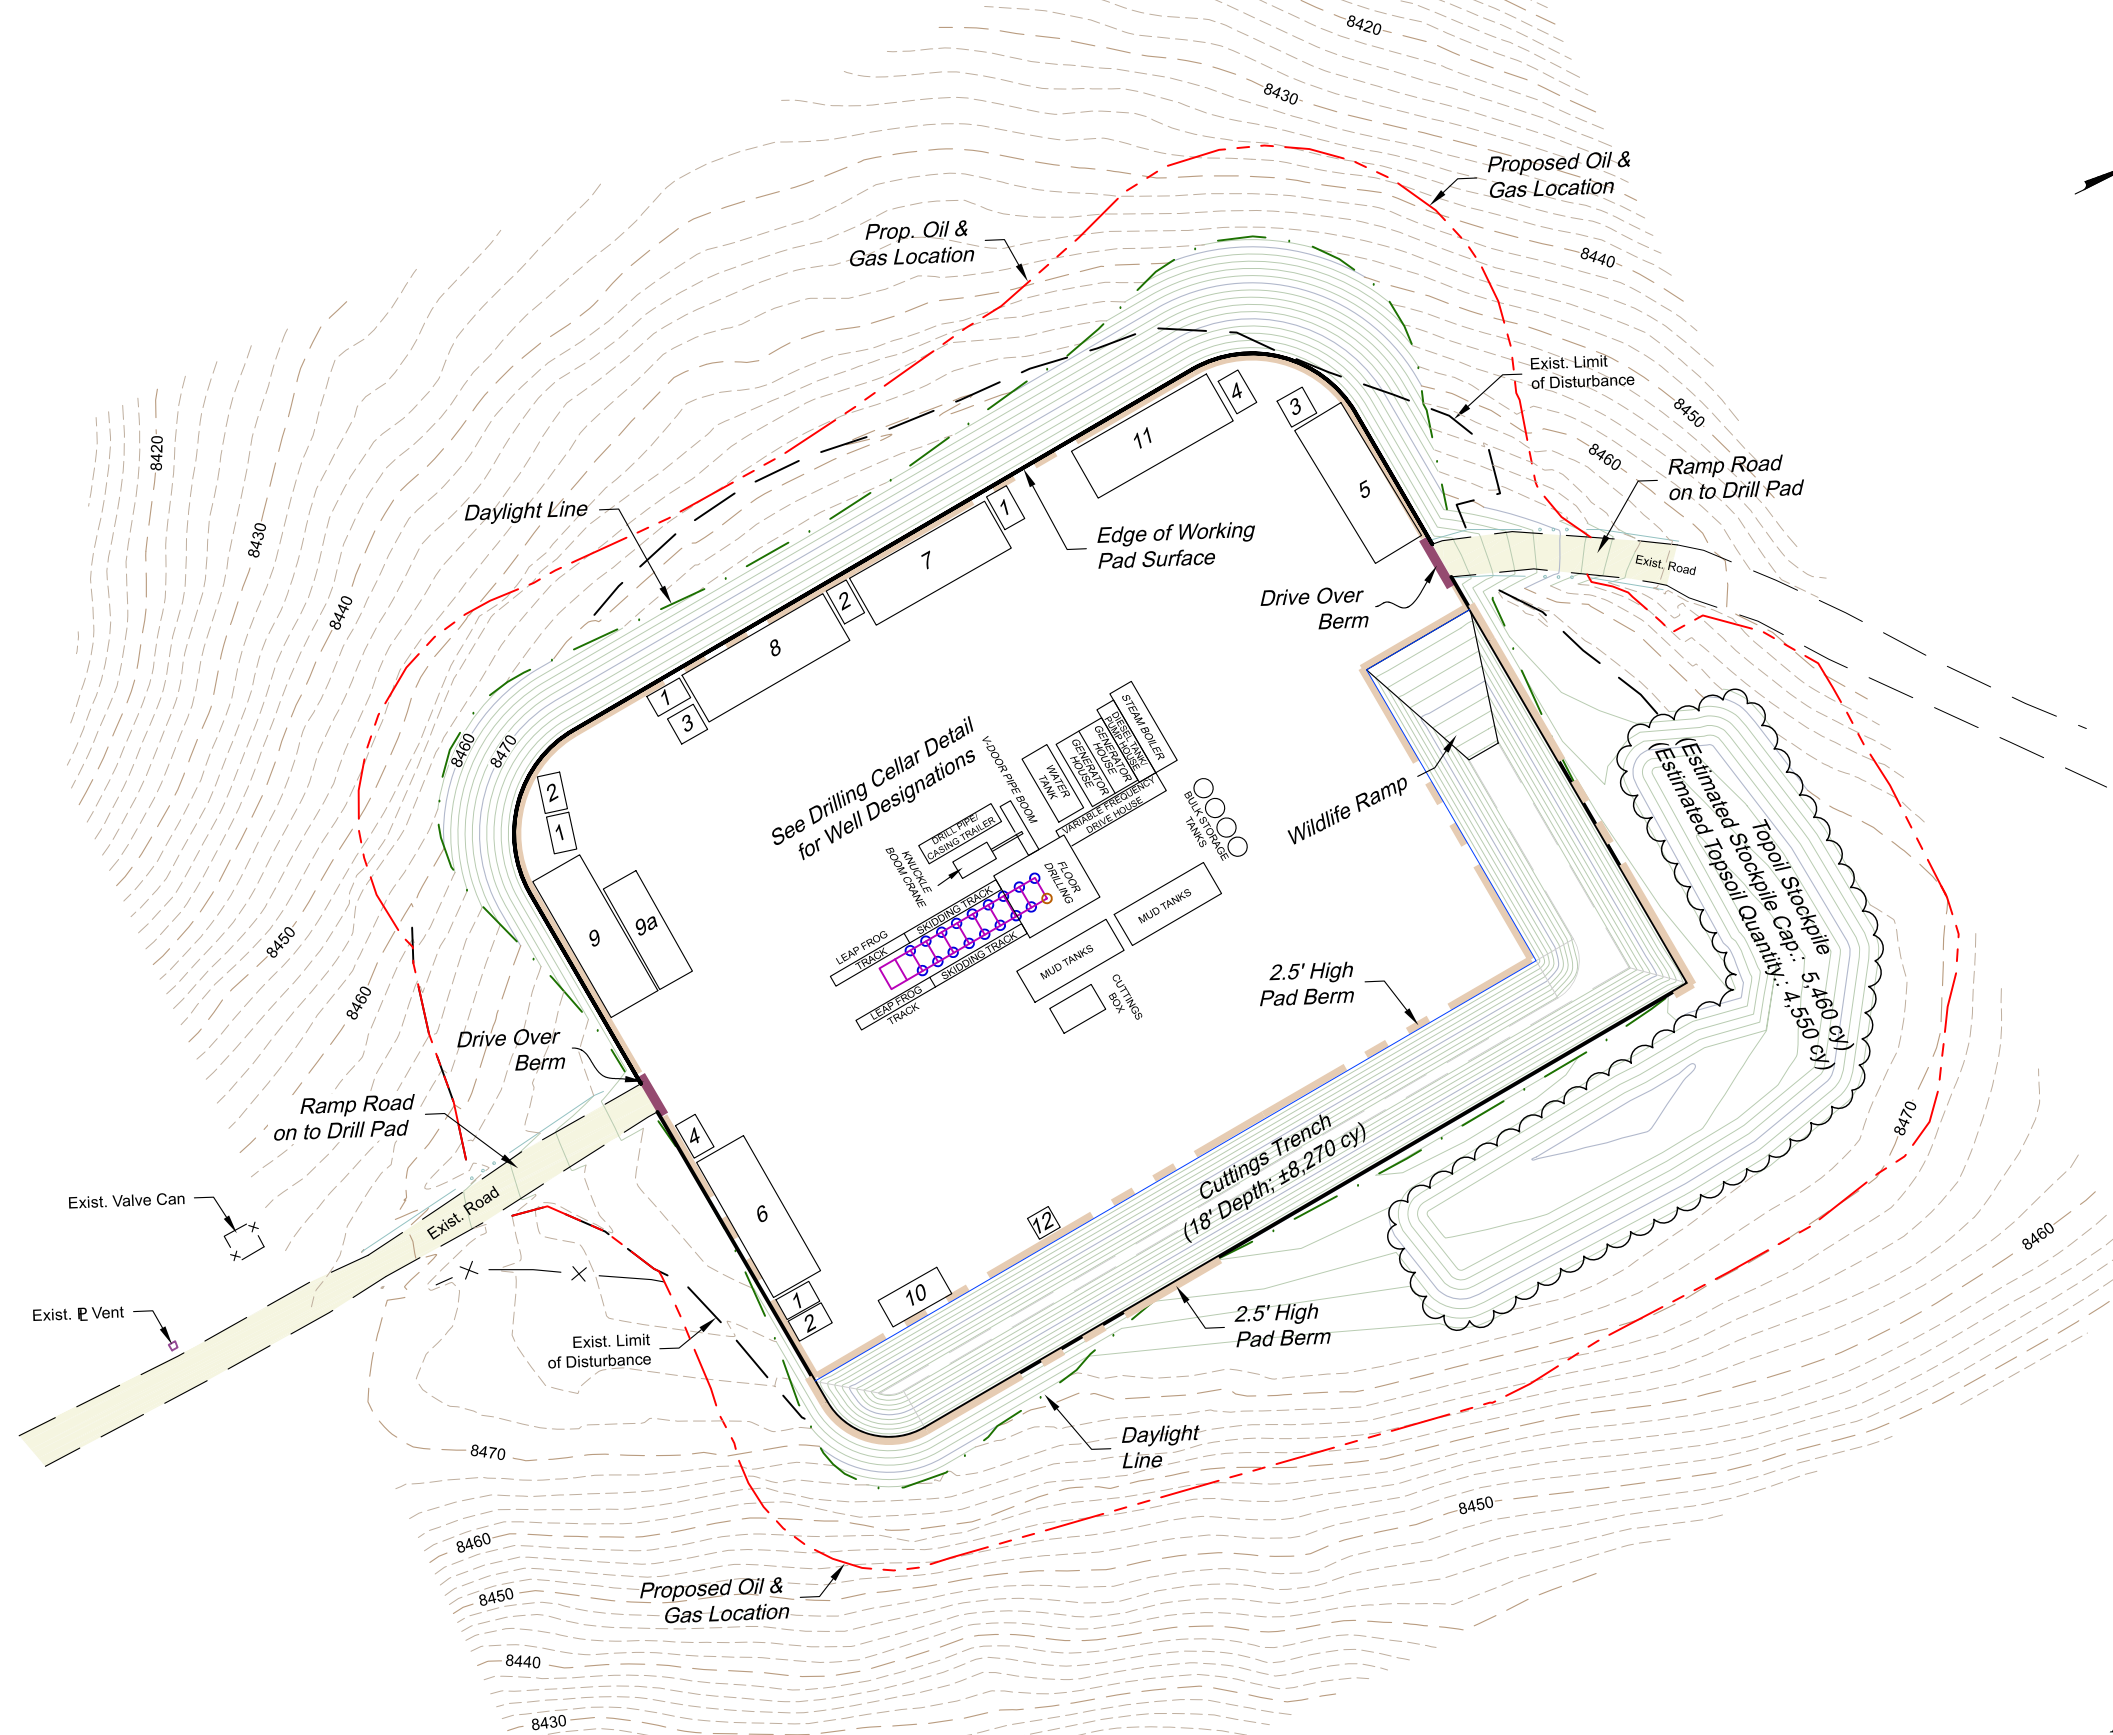 8420
8430
Proposed Oil &
Gas Location
Prop. Oil &
Gas Location
8440
Exist. Limit
of Disturbance
4
3
8450
8420
11
8460
Ramp Road
on to Drill Pad
5
Daylight Line
1
Edge of Working
Pad Surface
8430
7
Exist. Road
Drive Over
Berm
2
8440
8
1
3
8460
8470
See Drilling Cellar Detail
for Well Designations
V-DOOR PIPE BOOM
WATER
TANK
GENERATOR
HOUSE
GENERATOR
HOUSE
DIESEL TANK/
PUMP HOUSE
STEAM BOILER
VARIABLE FREQUENCY
DRIVE HOUSE
BULK STORAGE
TANKS
Wildlife Ramp
2
1
DRILL PIPE/
CASING TRAILER
KNUCKLE
BOOM CRANE
FLOOR
DRILLING
SKIDDING TRACK
LEAP FROG
TRACK
SKIDDING TRACK
LEAP FROG
TRACK
MUD TANKS
MUD TANKS
CUTTINGS
BOX
Topoil Stockpile
(Estimated Stockpile Cap.: 5,460 cy)
(Estimated Topsoil Quantity.: 4,550 cy)
9
9a
8450
8460
2.5' High
Pad Berm
Drive Over
Berm
Ramp Road
on to Drill Pad
4
8470
Cuttings Trench
(18' Depth; ±8,270 cy)
Exist. Valve Can
Exist. Road
6
12
8460
10
1
2
Exist. PL Vent
2.5' High
Pad Berm
Exist. Limit
of Disturbance
Daylight
Line
8470
8450
8460
Proposed Oil &
Gas Location
8450
8440
8430